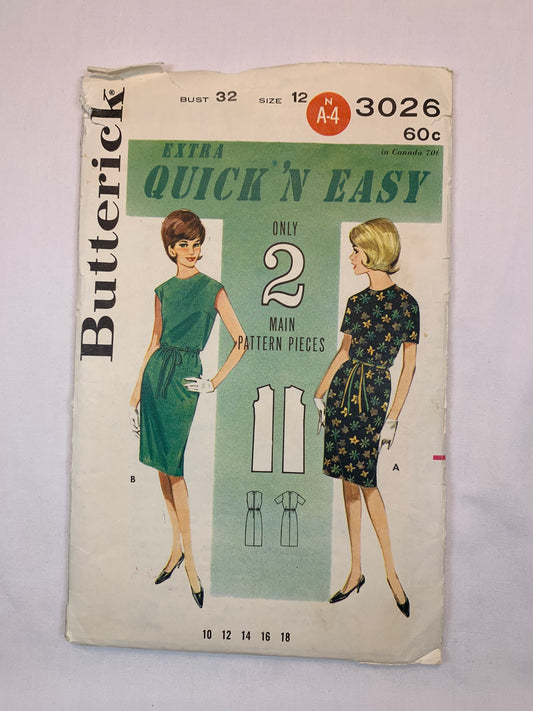 Butterick®
BUST 32 SIZE 12 N A-4 3026
60c
in Canada 70¢
EXTRA
QUICK 'N EASY
ONLY
2
MAIN
PATTERN PIECES
B
A
10 12 14 16 18